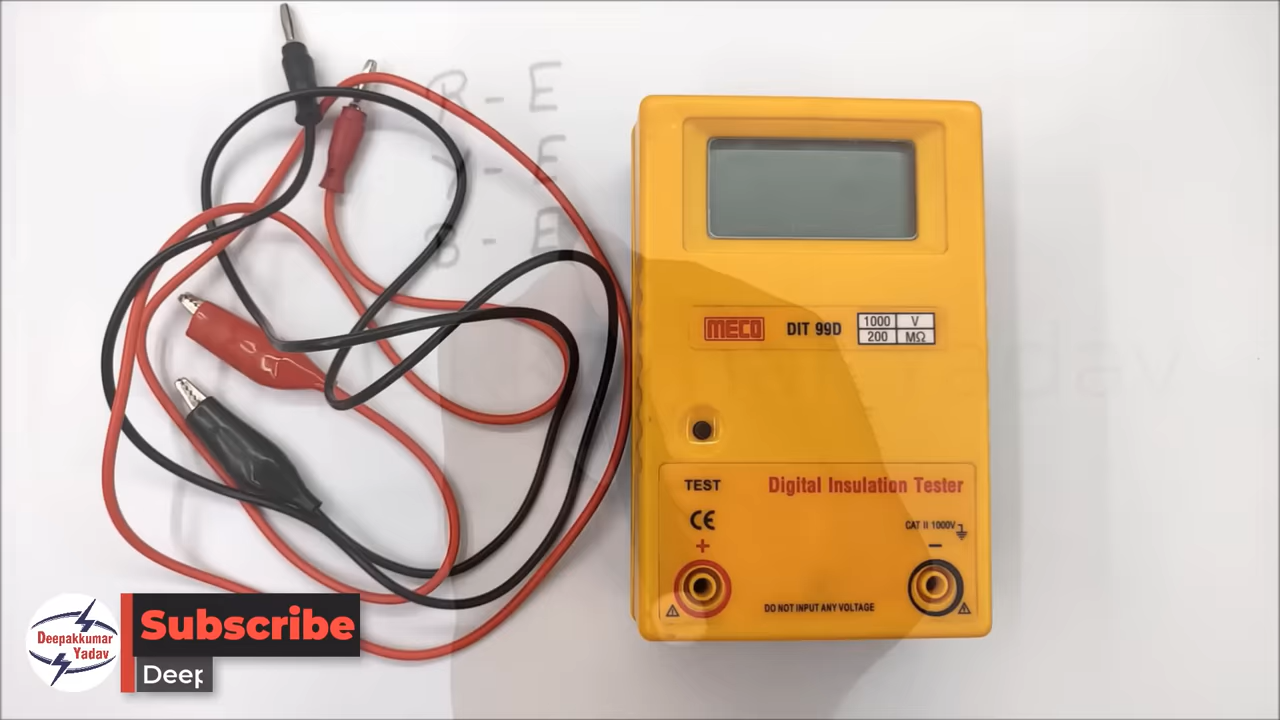 R - E
Y - E
B - E
MECO
DIT 99D
1000 V
200 MΩ
TEST
Digital Insulation Tester
CE
CAT II 1000V
+
−
DO NOT INPUT ANY VOLTAGE
Deepakkumar
Yadav
Subscribe
Deep